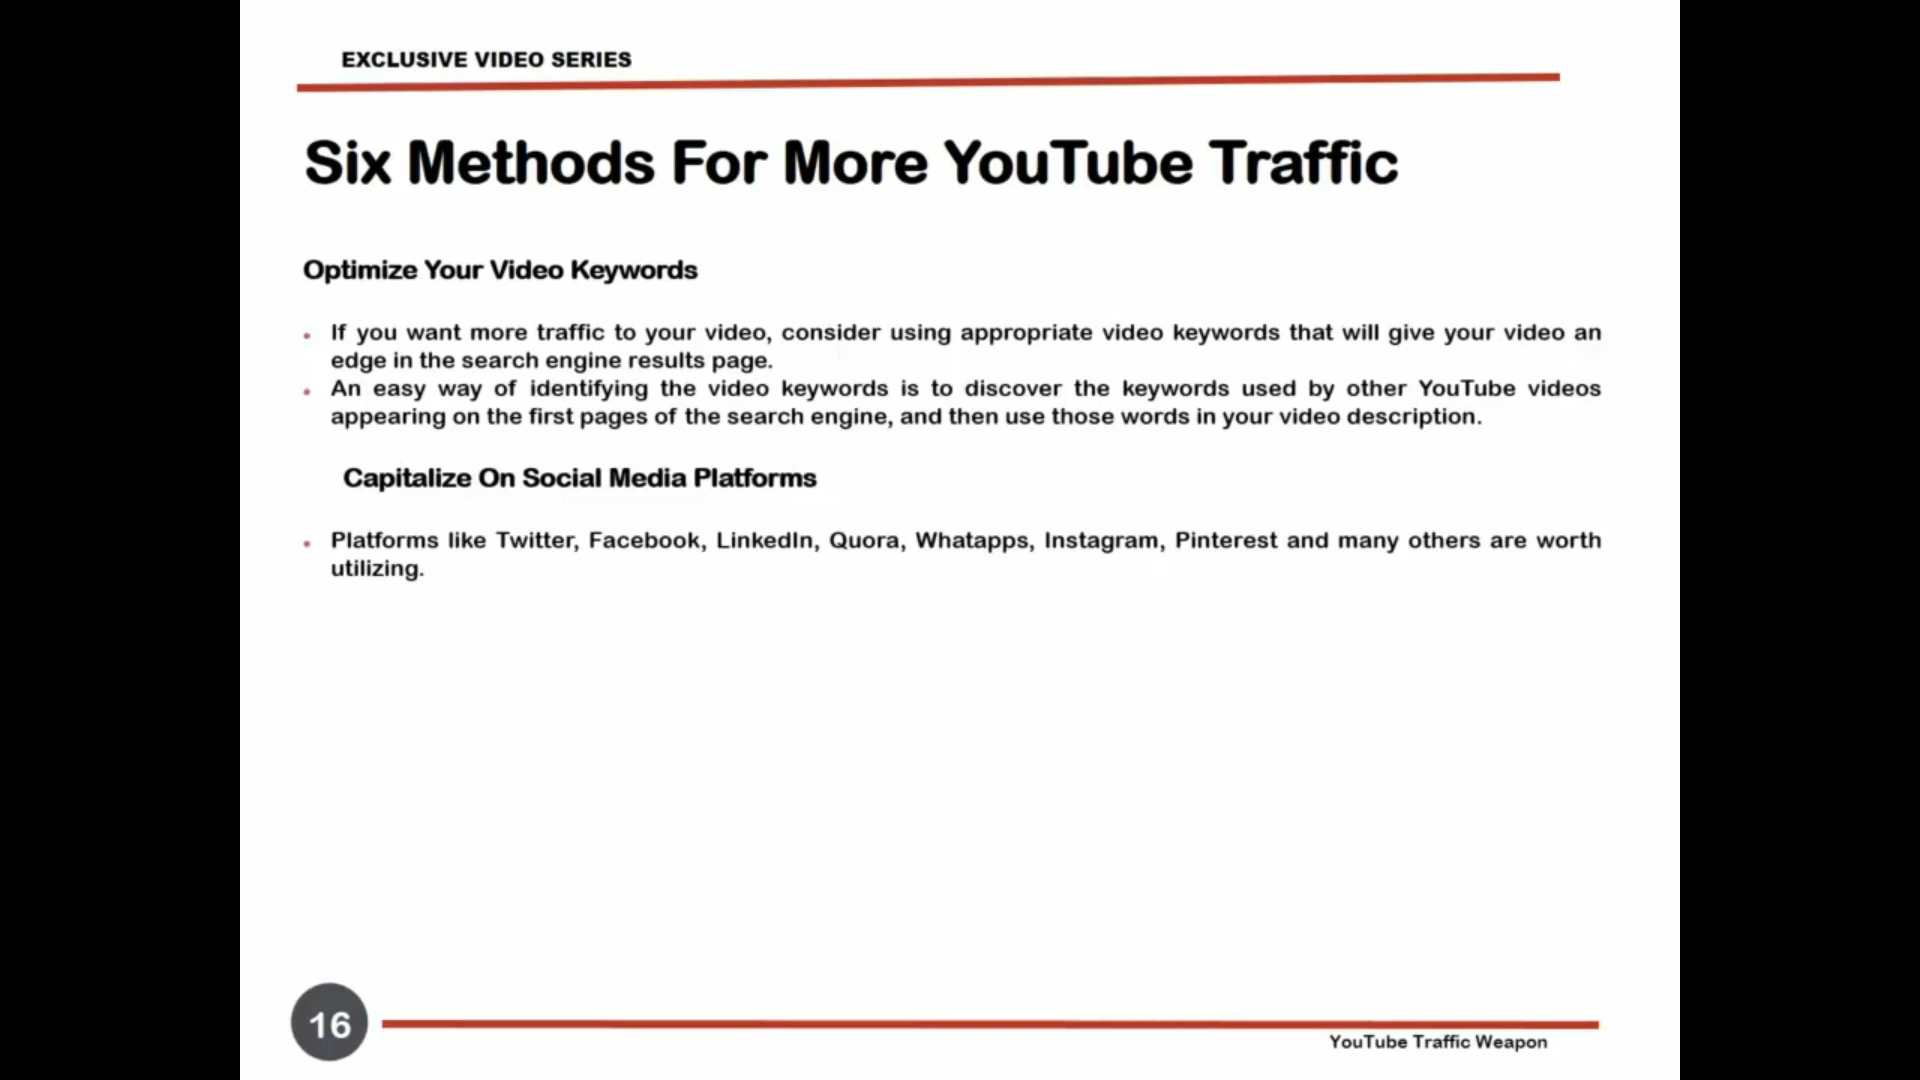 EXCLUSIVE VIDEO SERIES
Six Methods For More YouTube Traffic
Optimize Your Video Keywords
• If you want more traffic to your video, consider using appropriate video keywords that will give your video an
edge in the search engine results page.
• An easy way of identifying the video keywords is to discover the keywords used by other YouTube videos
appearing on the first pages of the search engine, and then use those words in your video description.
Capitalize On Social Media Platforms
• Platforms like Twitter, Facebook, LinkedIn, Quora, Whatapps, Instagram, Pinterest and many others are worth
utilizing.
16
YouTube Traffic Weapon